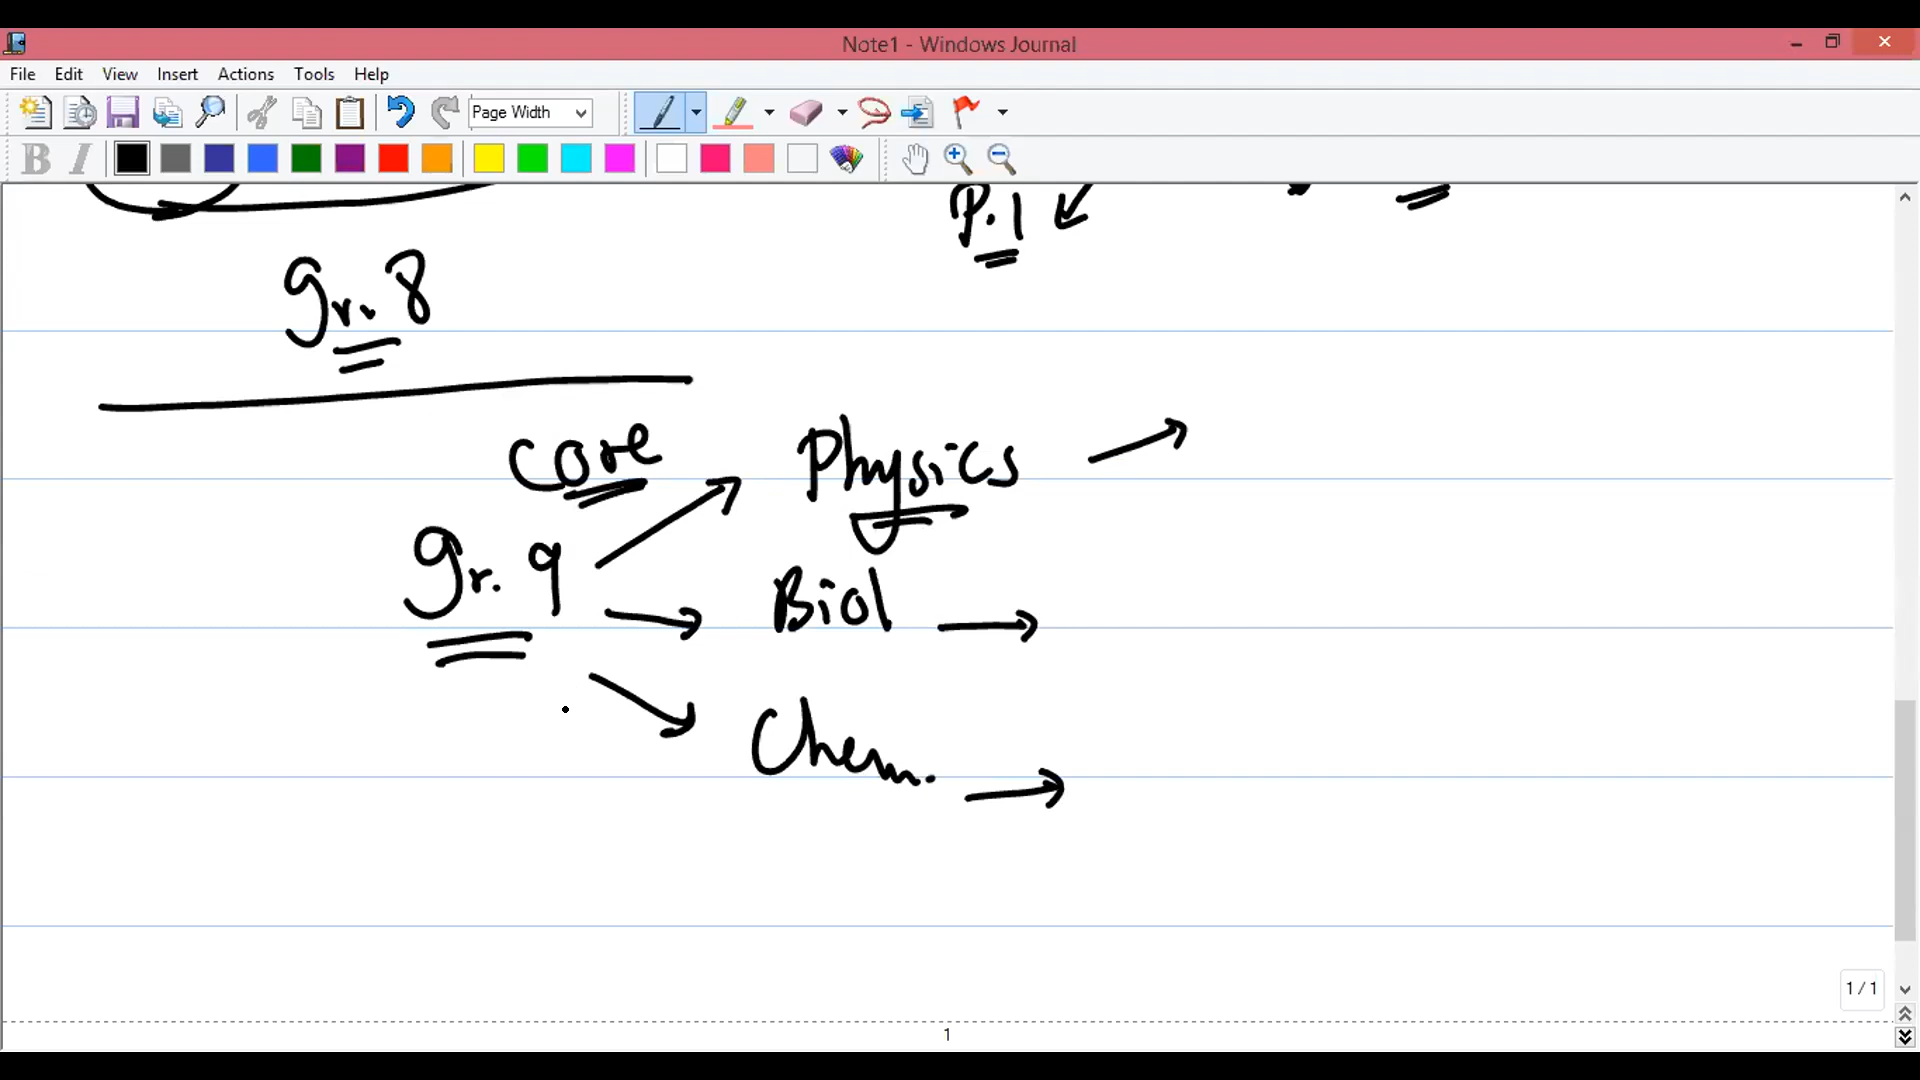 Note1 - Windows Journal
File Edit View Insert Actions Tools Help
Page Width
B I
P.1
gr. 8
Core
Physics
gr. 9
Biol
Chem.
1 / 1
1